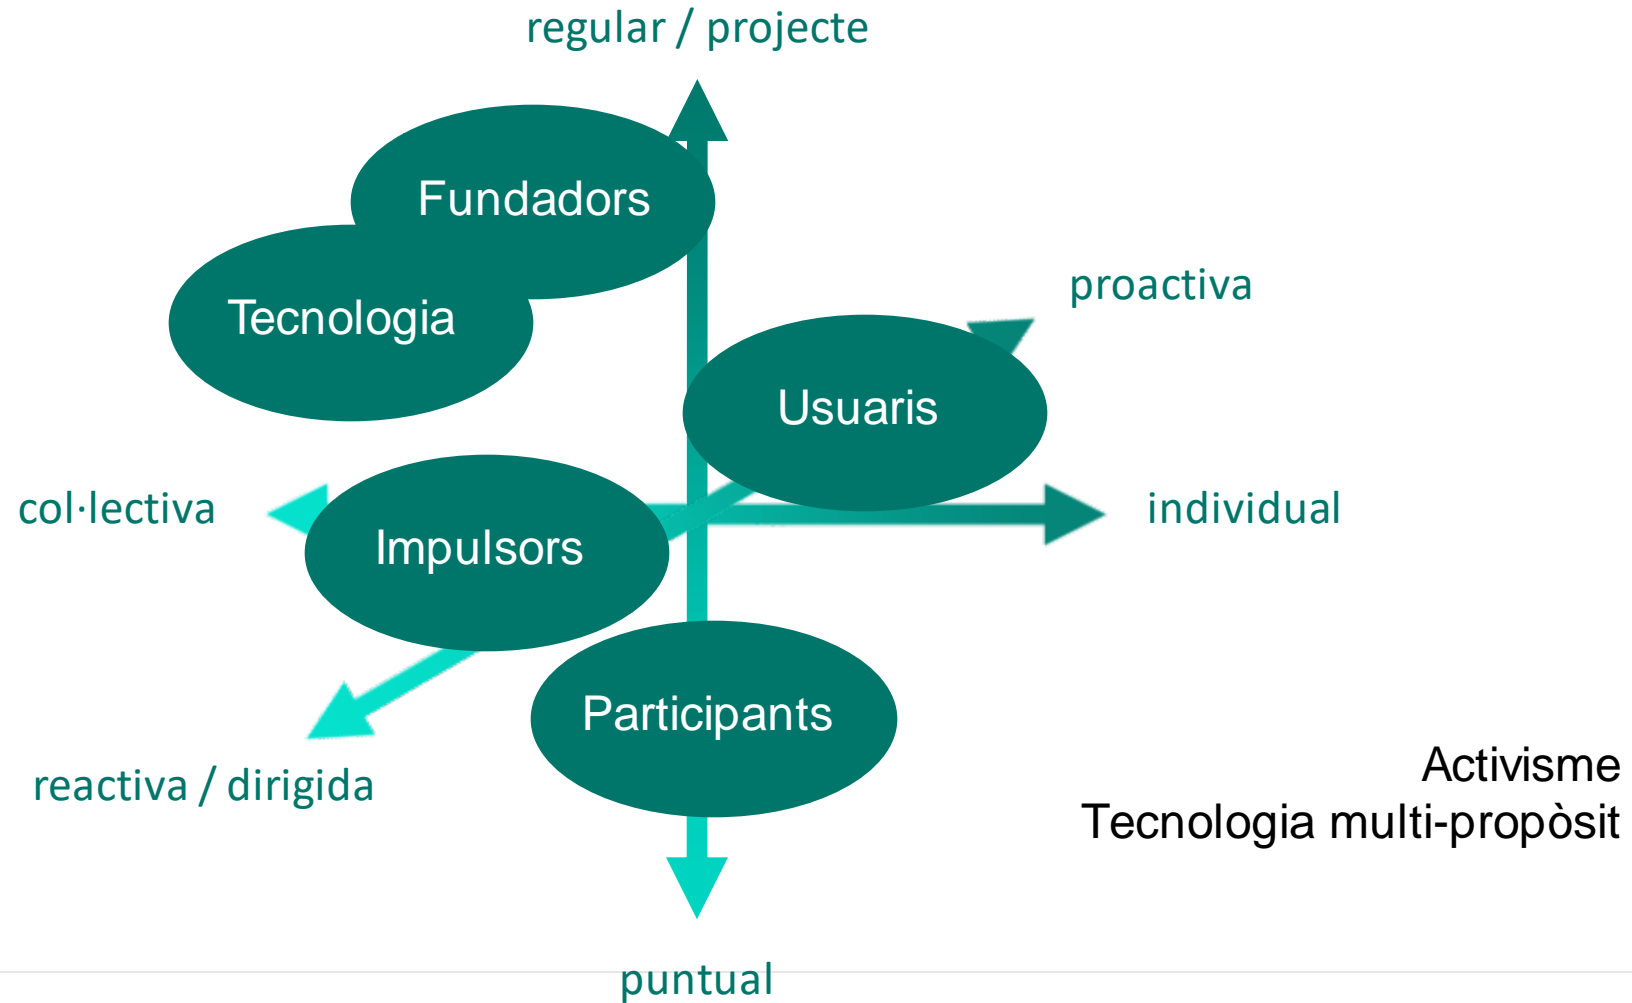 regular / projecte
Fundadors
proactiva
Tecnologia
Usuaris
col·lectiva
individual
Impulsors
Participants
reactiva / dirigida
Activisme
Tecnologia multi-propòsit
puntual